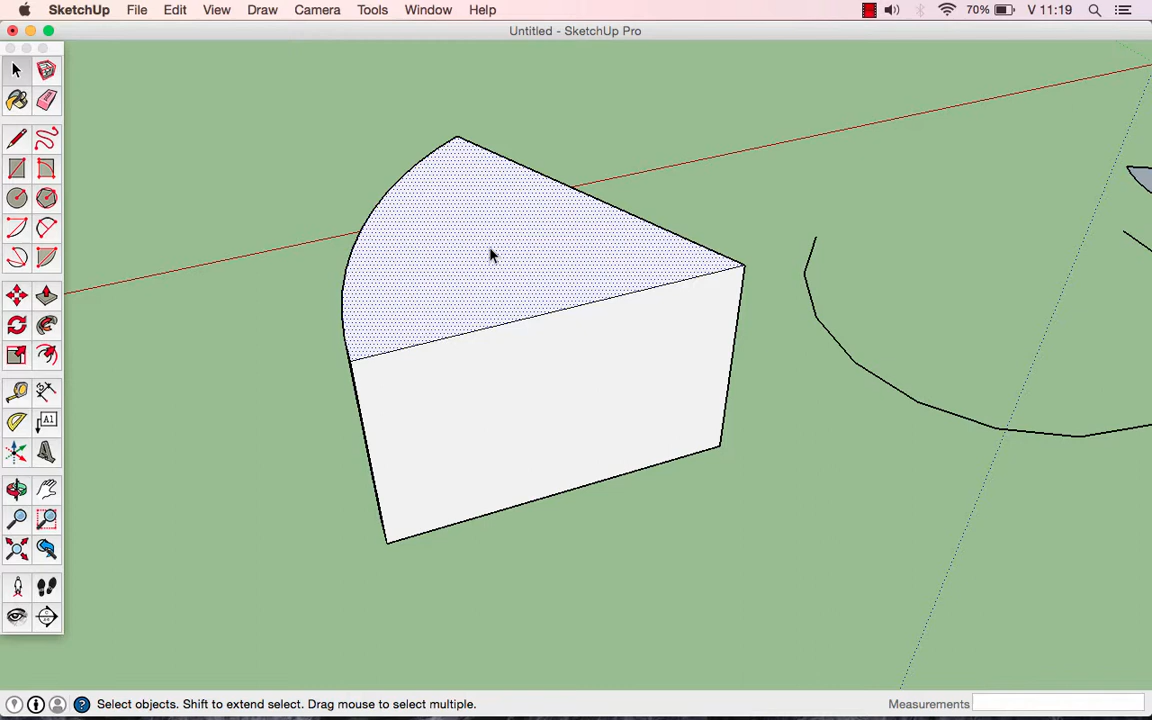 SketchUp File Edit View Draw Camera Tools Window Help 70% V 11:19
Untitled - SketchUp Pro
A1
Select objects. Shift to extend select. Drag mouse to select multiple. Measurements